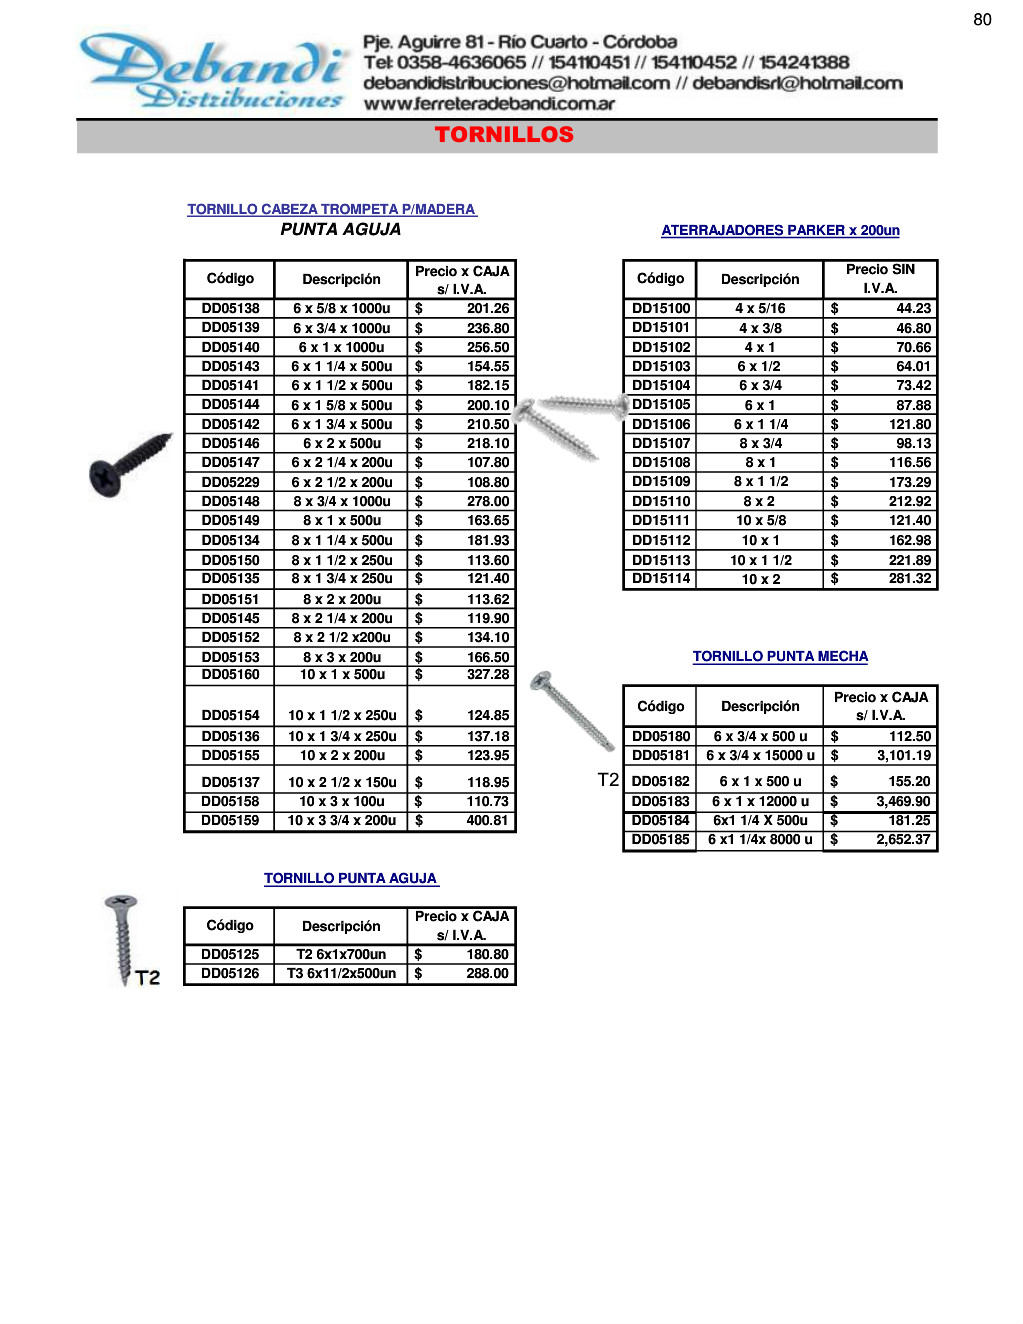 80
Debandi
Distribuciones
Pje. Aguirre 81 - Río Cuarto - Córdoba
Tel: 0358-4636065 // 154110451 // 154110452 // 154241388
debandidistribuciones@hotmail.com // debandisrl@hotmail.com
www.ferreteradebandi.com.ar
TORNILLOS
TORNILLO CABEZA TROMPETA P/MADERA
PUNTA AGUJA
Código Descripción Precio x CAJA s/ I.V.A.
DD05138 6 x 5/8 x 1000u $ 201.26
DD05139 6 x 3/4 x 1000u $ 236.80
DD05140 6 x 1 x 1000u $ 256.50
DD05143 6 x 1 1/4 x 500u $ 154.55
DD05141 6 x 1 1/2 x 500u $ 182.15
DD05144 6 x 1 5/8 x 500u $ 200.10
DD05142 6 x 1 3/4 x 500u $ 210.50
DD05146 6 x 2 x 500u $ 218.10
DD05147 6 x 2 1/4 x 200u $ 107.80
DD05229 6 x 2 1/2 x 200u $ 108.80
DD05148 8 x 3/4 x 1000u $ 278.00
DD05149 8 x 1 x 500u $ 163.65
DD05134 8 x 1 1/4 x 500u $ 181.93
DD05150 8 x 1 1/2 x 250u $ 113.60
DD05135 8 x 1 3/4 x 250u $ 121.40
DD05151 8 x 2 x 200u $ 113.62
DD05145 8 x 2 1/4 x 200u $ 119.90
DD05152 8 x 2 1/2 x200u $ 134.10
DD05153 8 x 3 x 200u $ 166.50
DD05160 10 x 1 x 500u $ 327.28
DD05154 10 x 1 1/2 x 250u $ 124.85
DD05136 10 x 1 3/4 x 250u $ 137.18
DD05155 10 x 2 x 200u $ 123.95
DD05137 10 x 2 1/2 x 150u $ 118.95
DD05158 10 x 3 x 100u $ 110.73
DD05159 10 x 3 3/4 x 200u $ 400.81
TORNILLO PUNTA AGUJA
Código Descripción Precio x CAJA s/ I.V.A.
DD05125 T2 6x1x700un $ 180.80
DD05126 T3 6x11/2x500un $ 288.00
T2
ATERRAJADORES PARKER x 200un
Código Descripción Precio SIN I.V.A.
DD15100 4 x 5/16 $ 44.23
DD15101 4 x 3/8 $ 46.80
DD15102 4 x 1 $ 70.66
DD15103 6 x 1/2 $ 64.01
DD15104 6 x 3/4 $ 73.42
DD15105 6 x 1 $ 87.88
DD15106 6 x 1 1/4 $ 121.80
DD15107 8 x 3/4 $ 98.13
DD15108 8 x 1 $ 116.56
DD15109 8 x 1 1/2 $ 173.29
DD15110 8 x 2 $ 212.92
DD15111 10 x 5/8 $ 121.40
DD15112 10 x 1 $ 162.98
DD15113 10 x 1 1/2 $ 221.89
DD15114 10 x 2 $ 281.32
TORNILLO PUNTA MECHA
Código Descripción Precio x CAJA s/ I.V.A.
DD05180 6 x 3/4 x 500 u $ 112.50
DD05181 6 x 3/4 x 15000 u $ 3,101.19
T2 DD05182 6 x 1 x 500 u $ 155.20
DD05183 6 x 1 x 12000 u $ 3,469.90
DD05184 6x1 1/4 X 500u $ 181.25
DD05185 6 x1 1/4x 8000 u $ 2,652.37